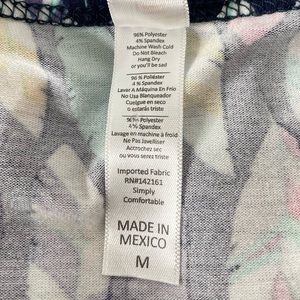 96% Polyester
4% Spandex
Machine Wash Cold
Do Not Bleach
Hang Dry
or you'll be sad
96 % Poliéster
4 % Spandex
Lavar A Máquina En Frío
No Usa Blanqueador
Cuelgue en seco
o estarás triste
96% Polyester
4% Spandex
Lavage en machine à froid
Ne Pas Javelliser
Accrochez sec
ou vous serez triste
Imported Fabric
RN#142161
Simply
Comfortable
MADE IN
MEXICO
M